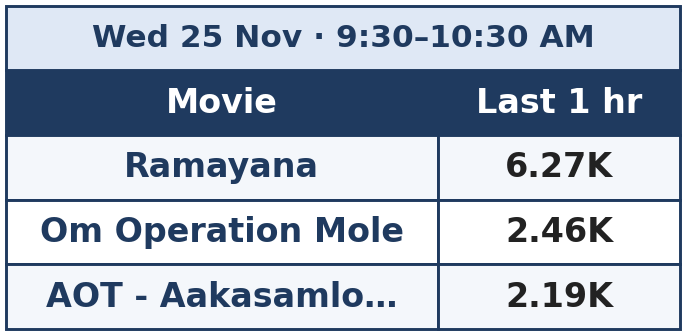 Wed 25 Nov · 9:30–10:30 AM
Movie Last 1 hr
Ramayana 6.27K
Om Operation Mole 2.46K
AOT - Aakasamlo... 2.19K